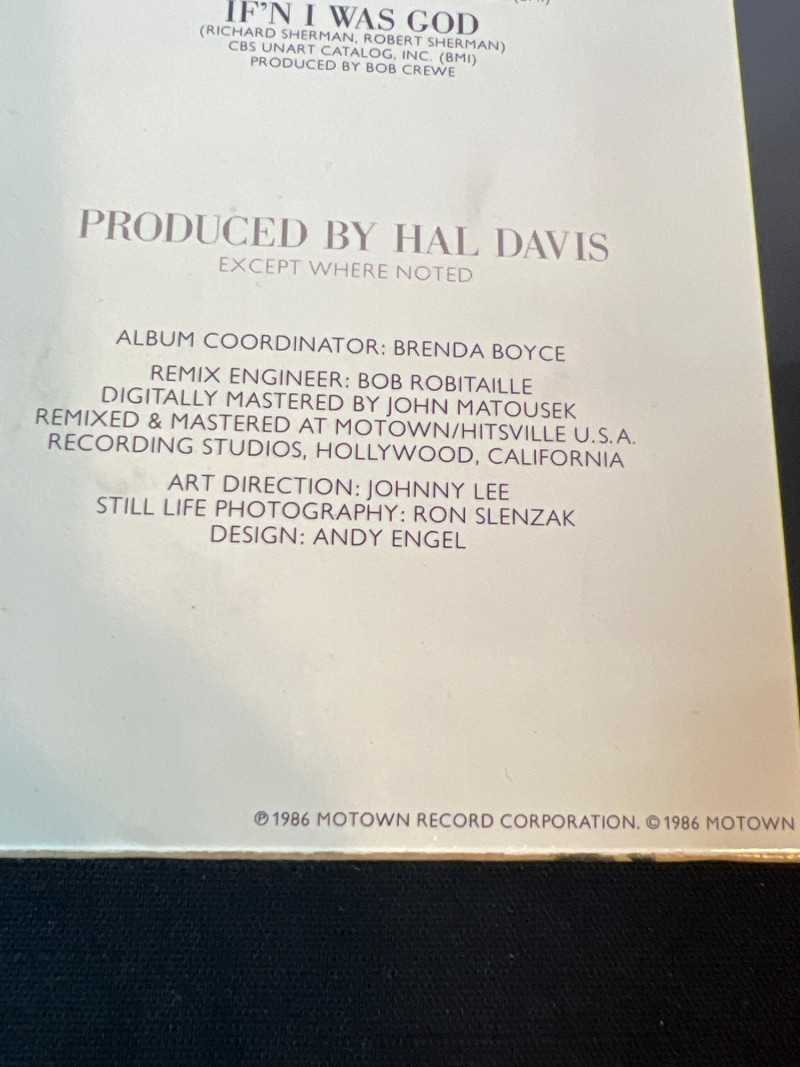 IF'N I WAS GOD
(RICHARD SHERMAN, ROBERT SHERMAN)
CBS UNART CATALOG, INC. (BMI)
PRODUCED BY BOB CREWE
PRODUCED BY HAL DAVIS
EXCEPT WHERE NOTED
ALBUM COORDINATOR: BRENDA BOYCE
REMIX ENGINEER: BOB ROBITAILLE
DIGITALLY MASTERED BY JOHN MATOUSEK
REMIXED & MASTERED AT MOTOWN/HITSVILLE U.S.A.
RECORDING STUDIOS, HOLLYWOOD, CALIFORNIA
ART DIRECTION: JOHNNY LEE
STILL LIFE PHOTOGRAPHY: RON SLENZAK
DESIGN: ANDY ENGEL
℗ 1986 MOTOWN RECORD CORPORATION. © 1986 MOTOWN